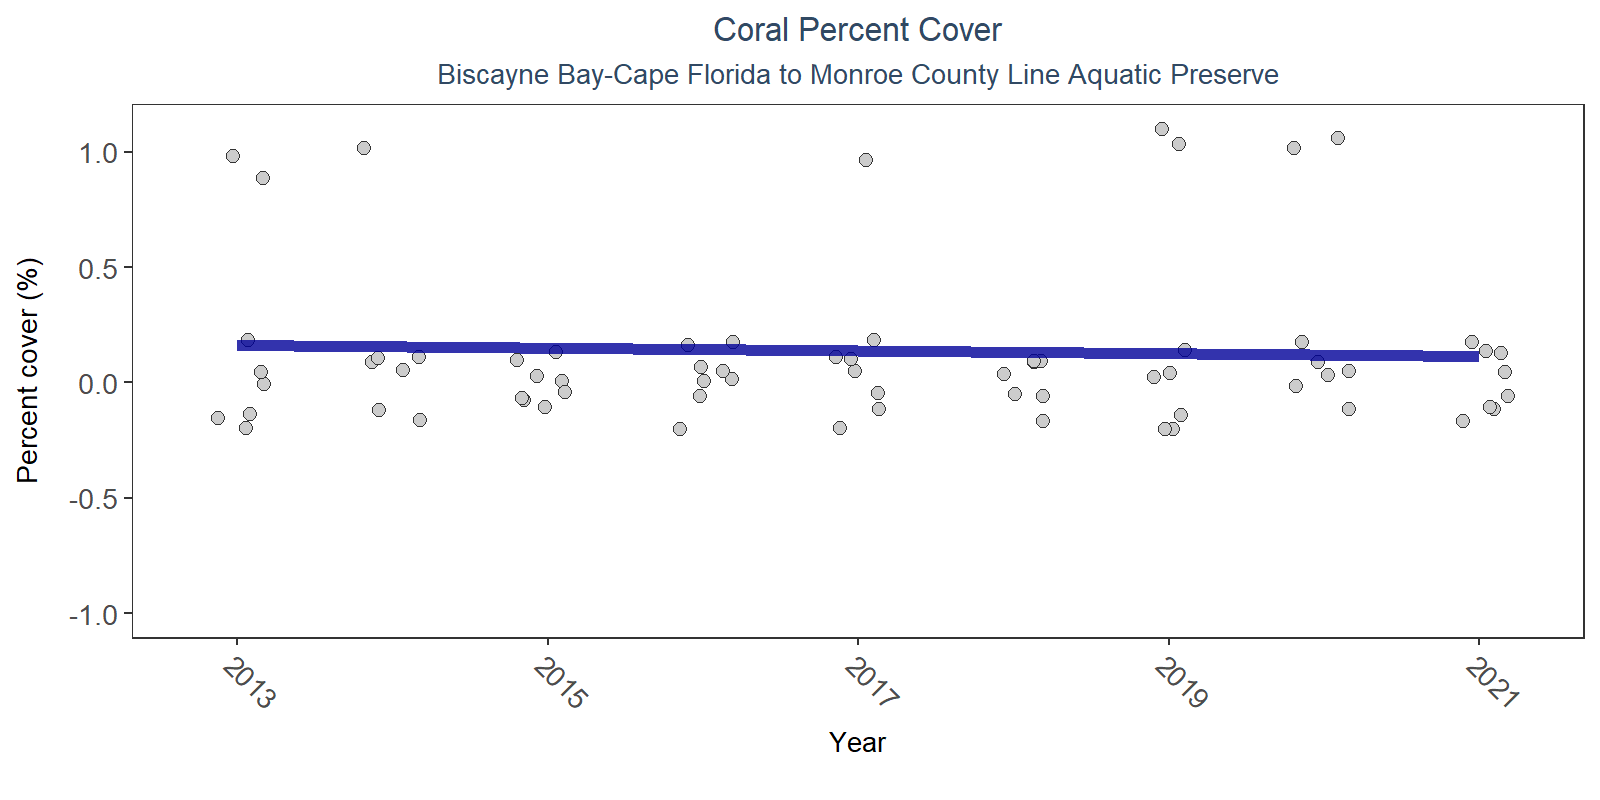 Coral Percent Cover
Biscayne Bay-Cape Florida to Monroe County Line Aquatic Preserve
Percent cover (%)
1.0
0.5
0.0
-0.5
-1.0
2013
2015
2017
2019
2021
Year